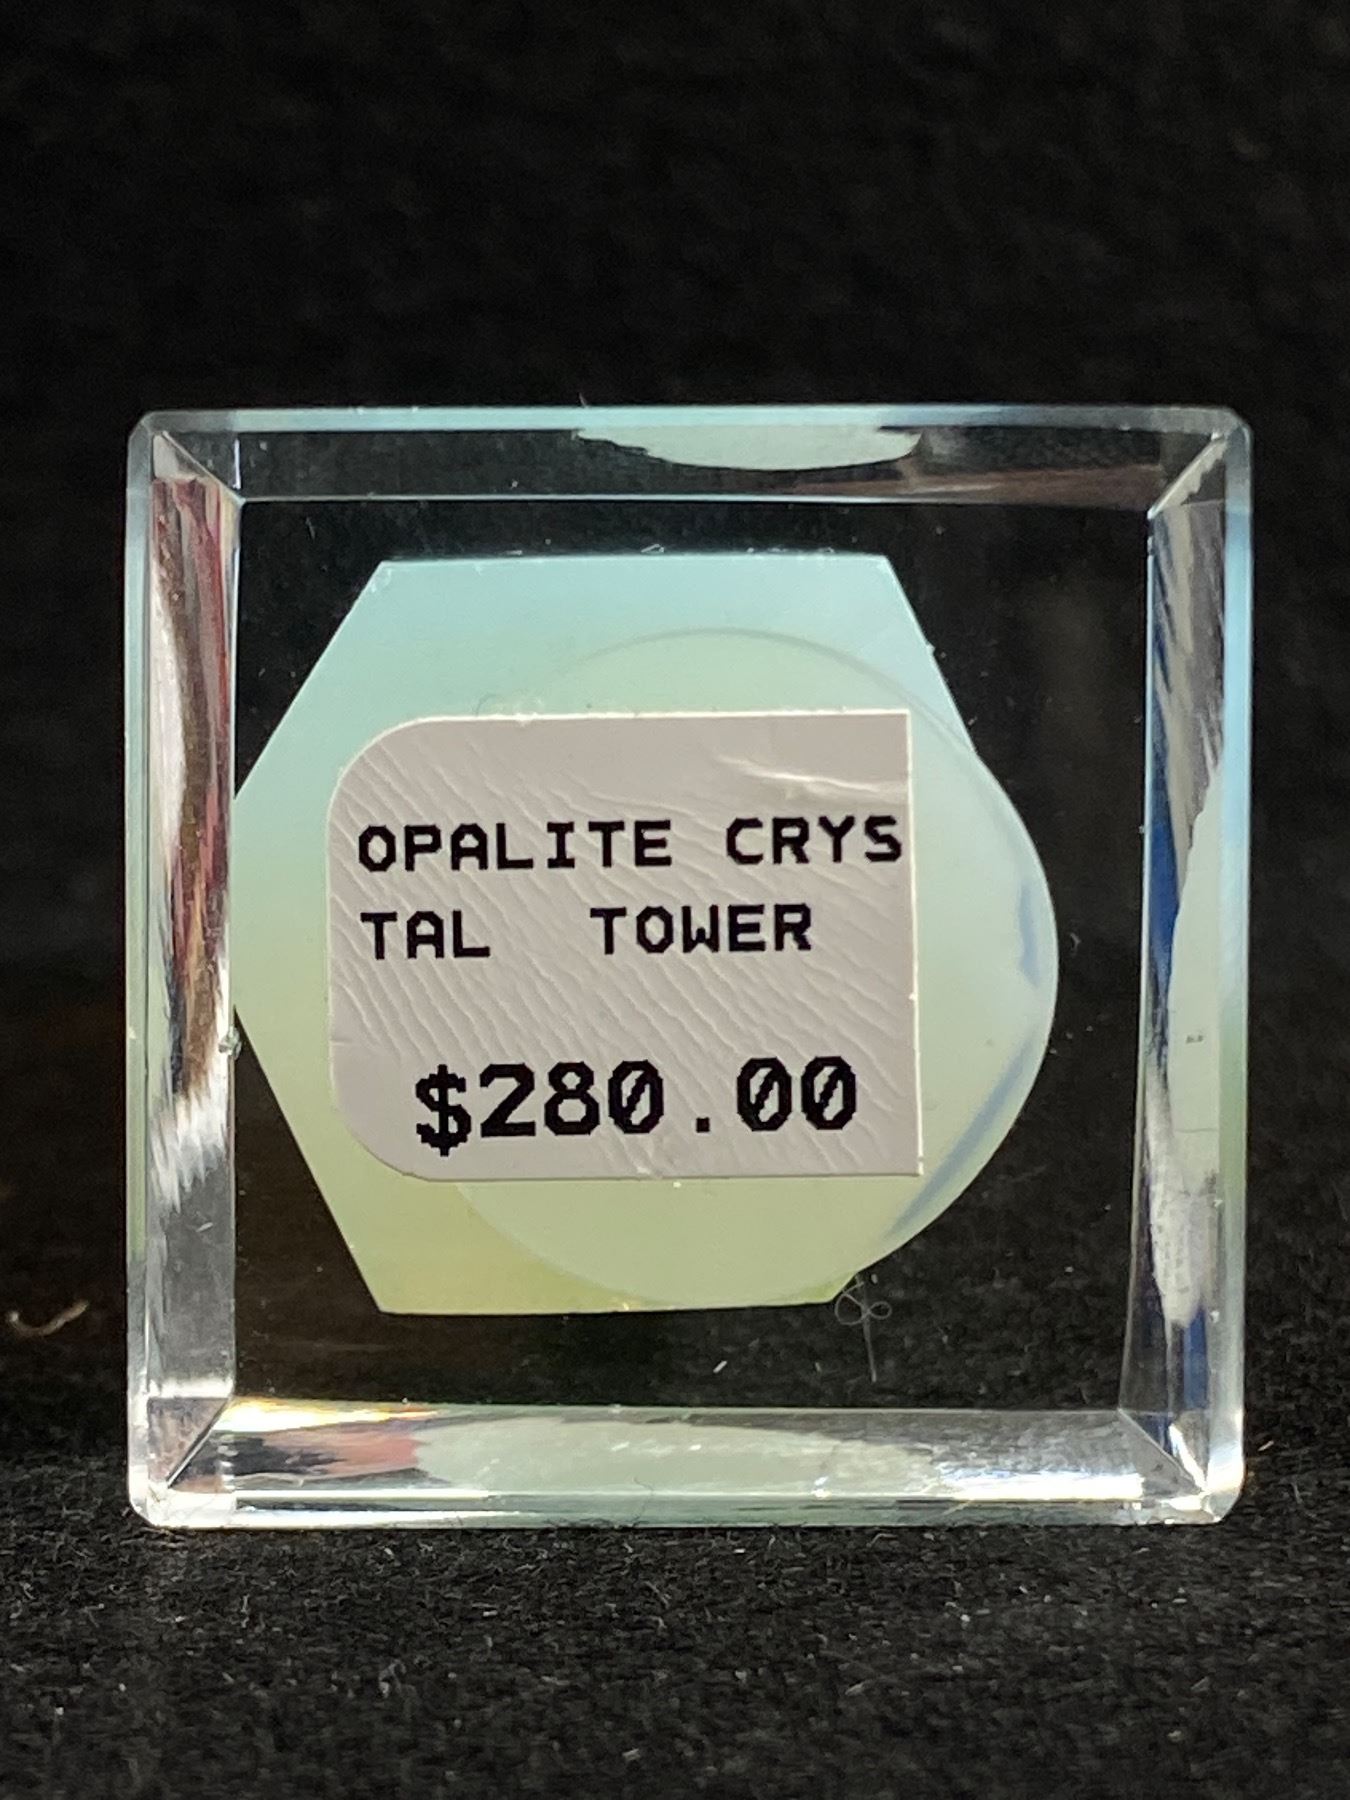 OPALITE CRYS
TAL TOWER
$280.00